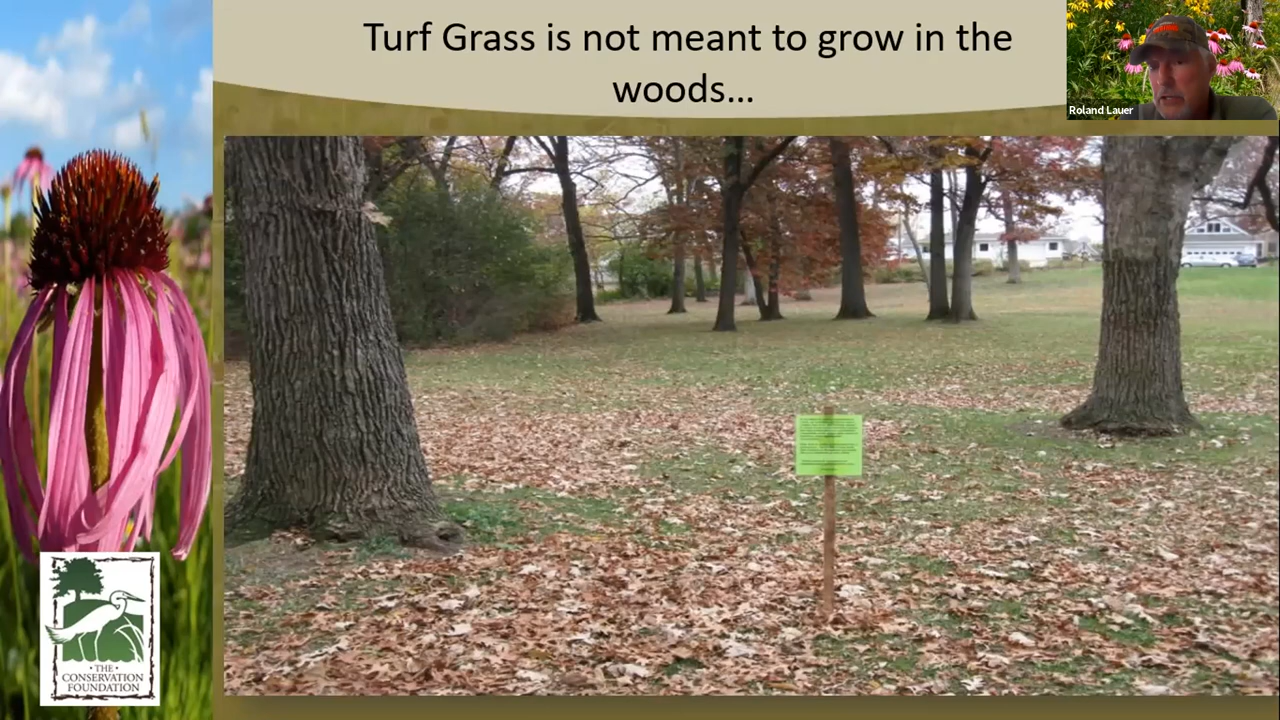 Turf Grass is not meant to grow in the
woods...
Roland Lauer
• THE •
CONSERVATION
FOUNDATION